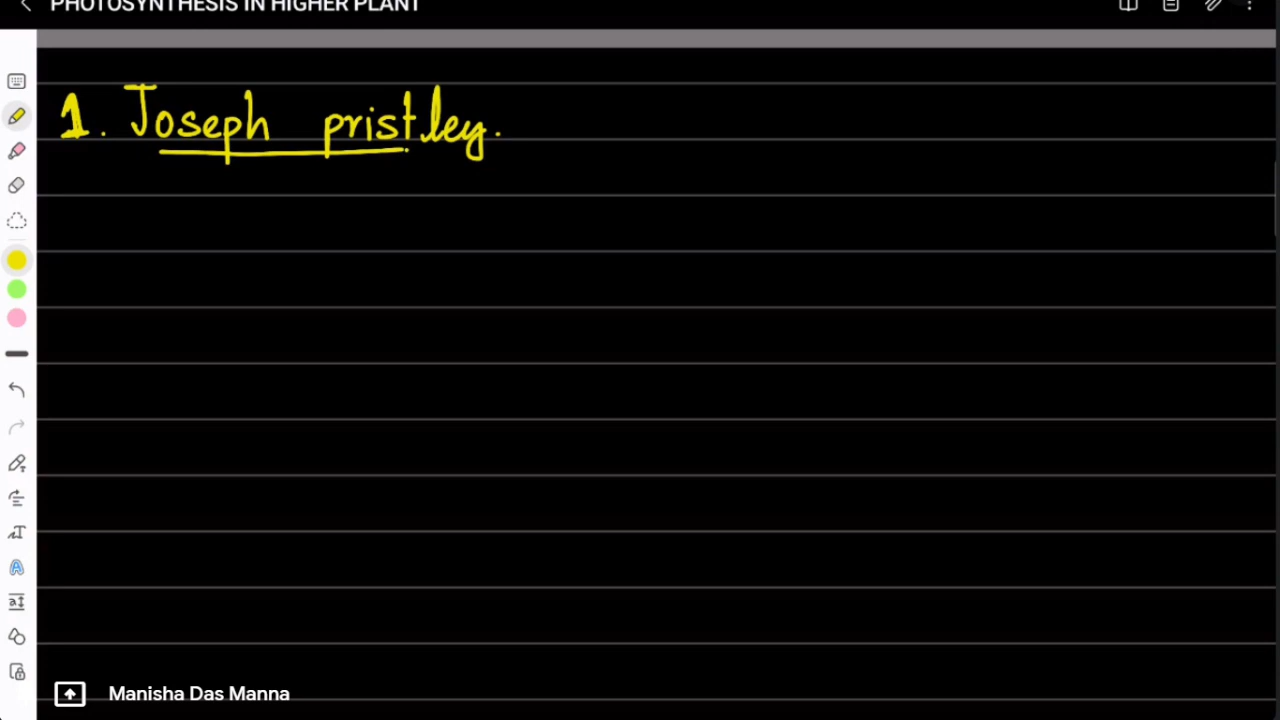 PHOTOSYNTHESIS IN HIGHER PLANT
1. Joseph pristley.
Manisha Das Manna